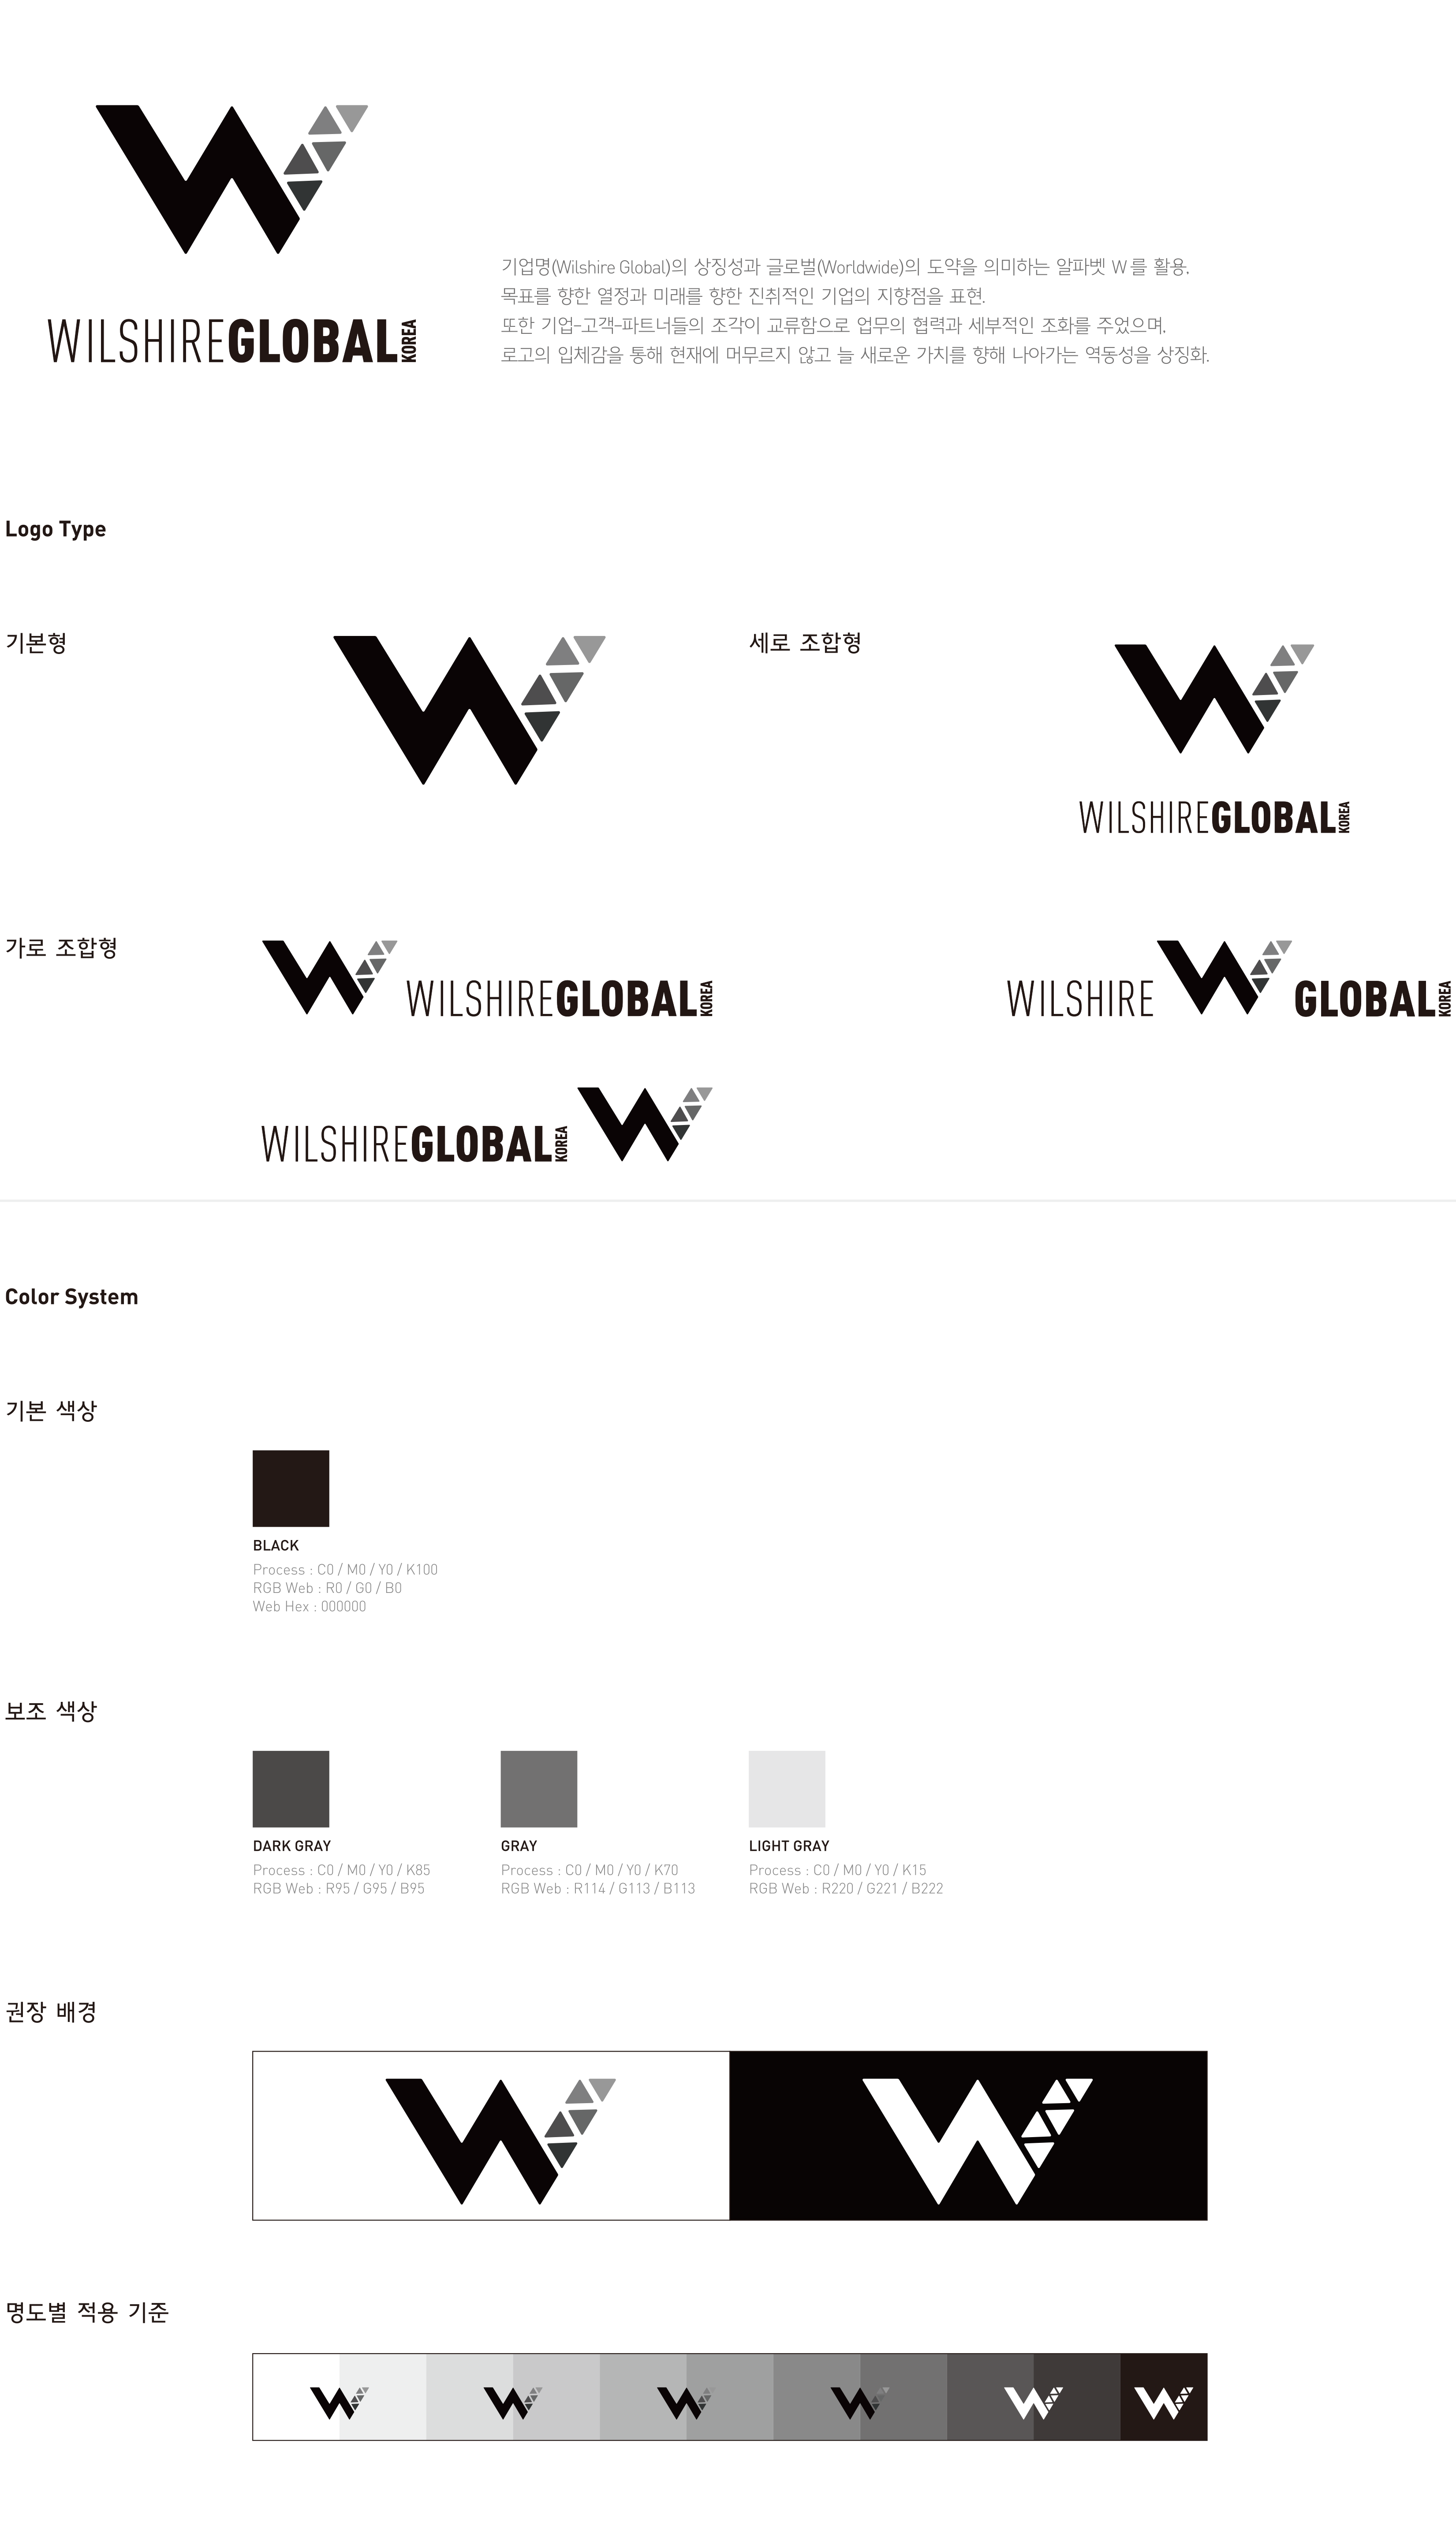 WILSHIREGLOBAL KOREA
기업명(Wilshire Global)의 상징성과 글로벌(Worldwide)의 도약을 의미하는 알파벳 W를 활용.
목표를 향한 열정과 미래를 향한 진취적인 기업의 지향점을 표현.
또한 기업-고객-파트너들의 조각이 교류함으로 업무의 협력과 세부적인 조화를 주었으며,
로고의 입체감을 통해 현재에 머무르지 않고 늘 새로운 가치를 향해 나아가는 역동성을 상징화.
Logo Type
기본형
세로 조합형
WILSHIREGLOBAL KOREA
가로 조합형
WILSHIREGLOBAL KOREA
WILSHIRE GLOBAL KOREA
WILSHIREGLOBAL KOREA
Color System
기본 색상
BLACK
Process : C0 / M0 / Y0 / K100
RGB Web : R0 / G0 / B0
Web Hex : 000000
보조 색상
DARK GRAY
Process : C0 / M0 / Y0 / K85
RGB Web : R95 / G95 / B95
GRAY
Process : C0 / M0 / Y0 / K70
RGB Web : R114 / G113 / B113
LIGHT GRAY
Process : C0 / M0 / Y0 / K15
RGB Web : R220 / G221 / B222
권장 배경
명도별 적용 기준